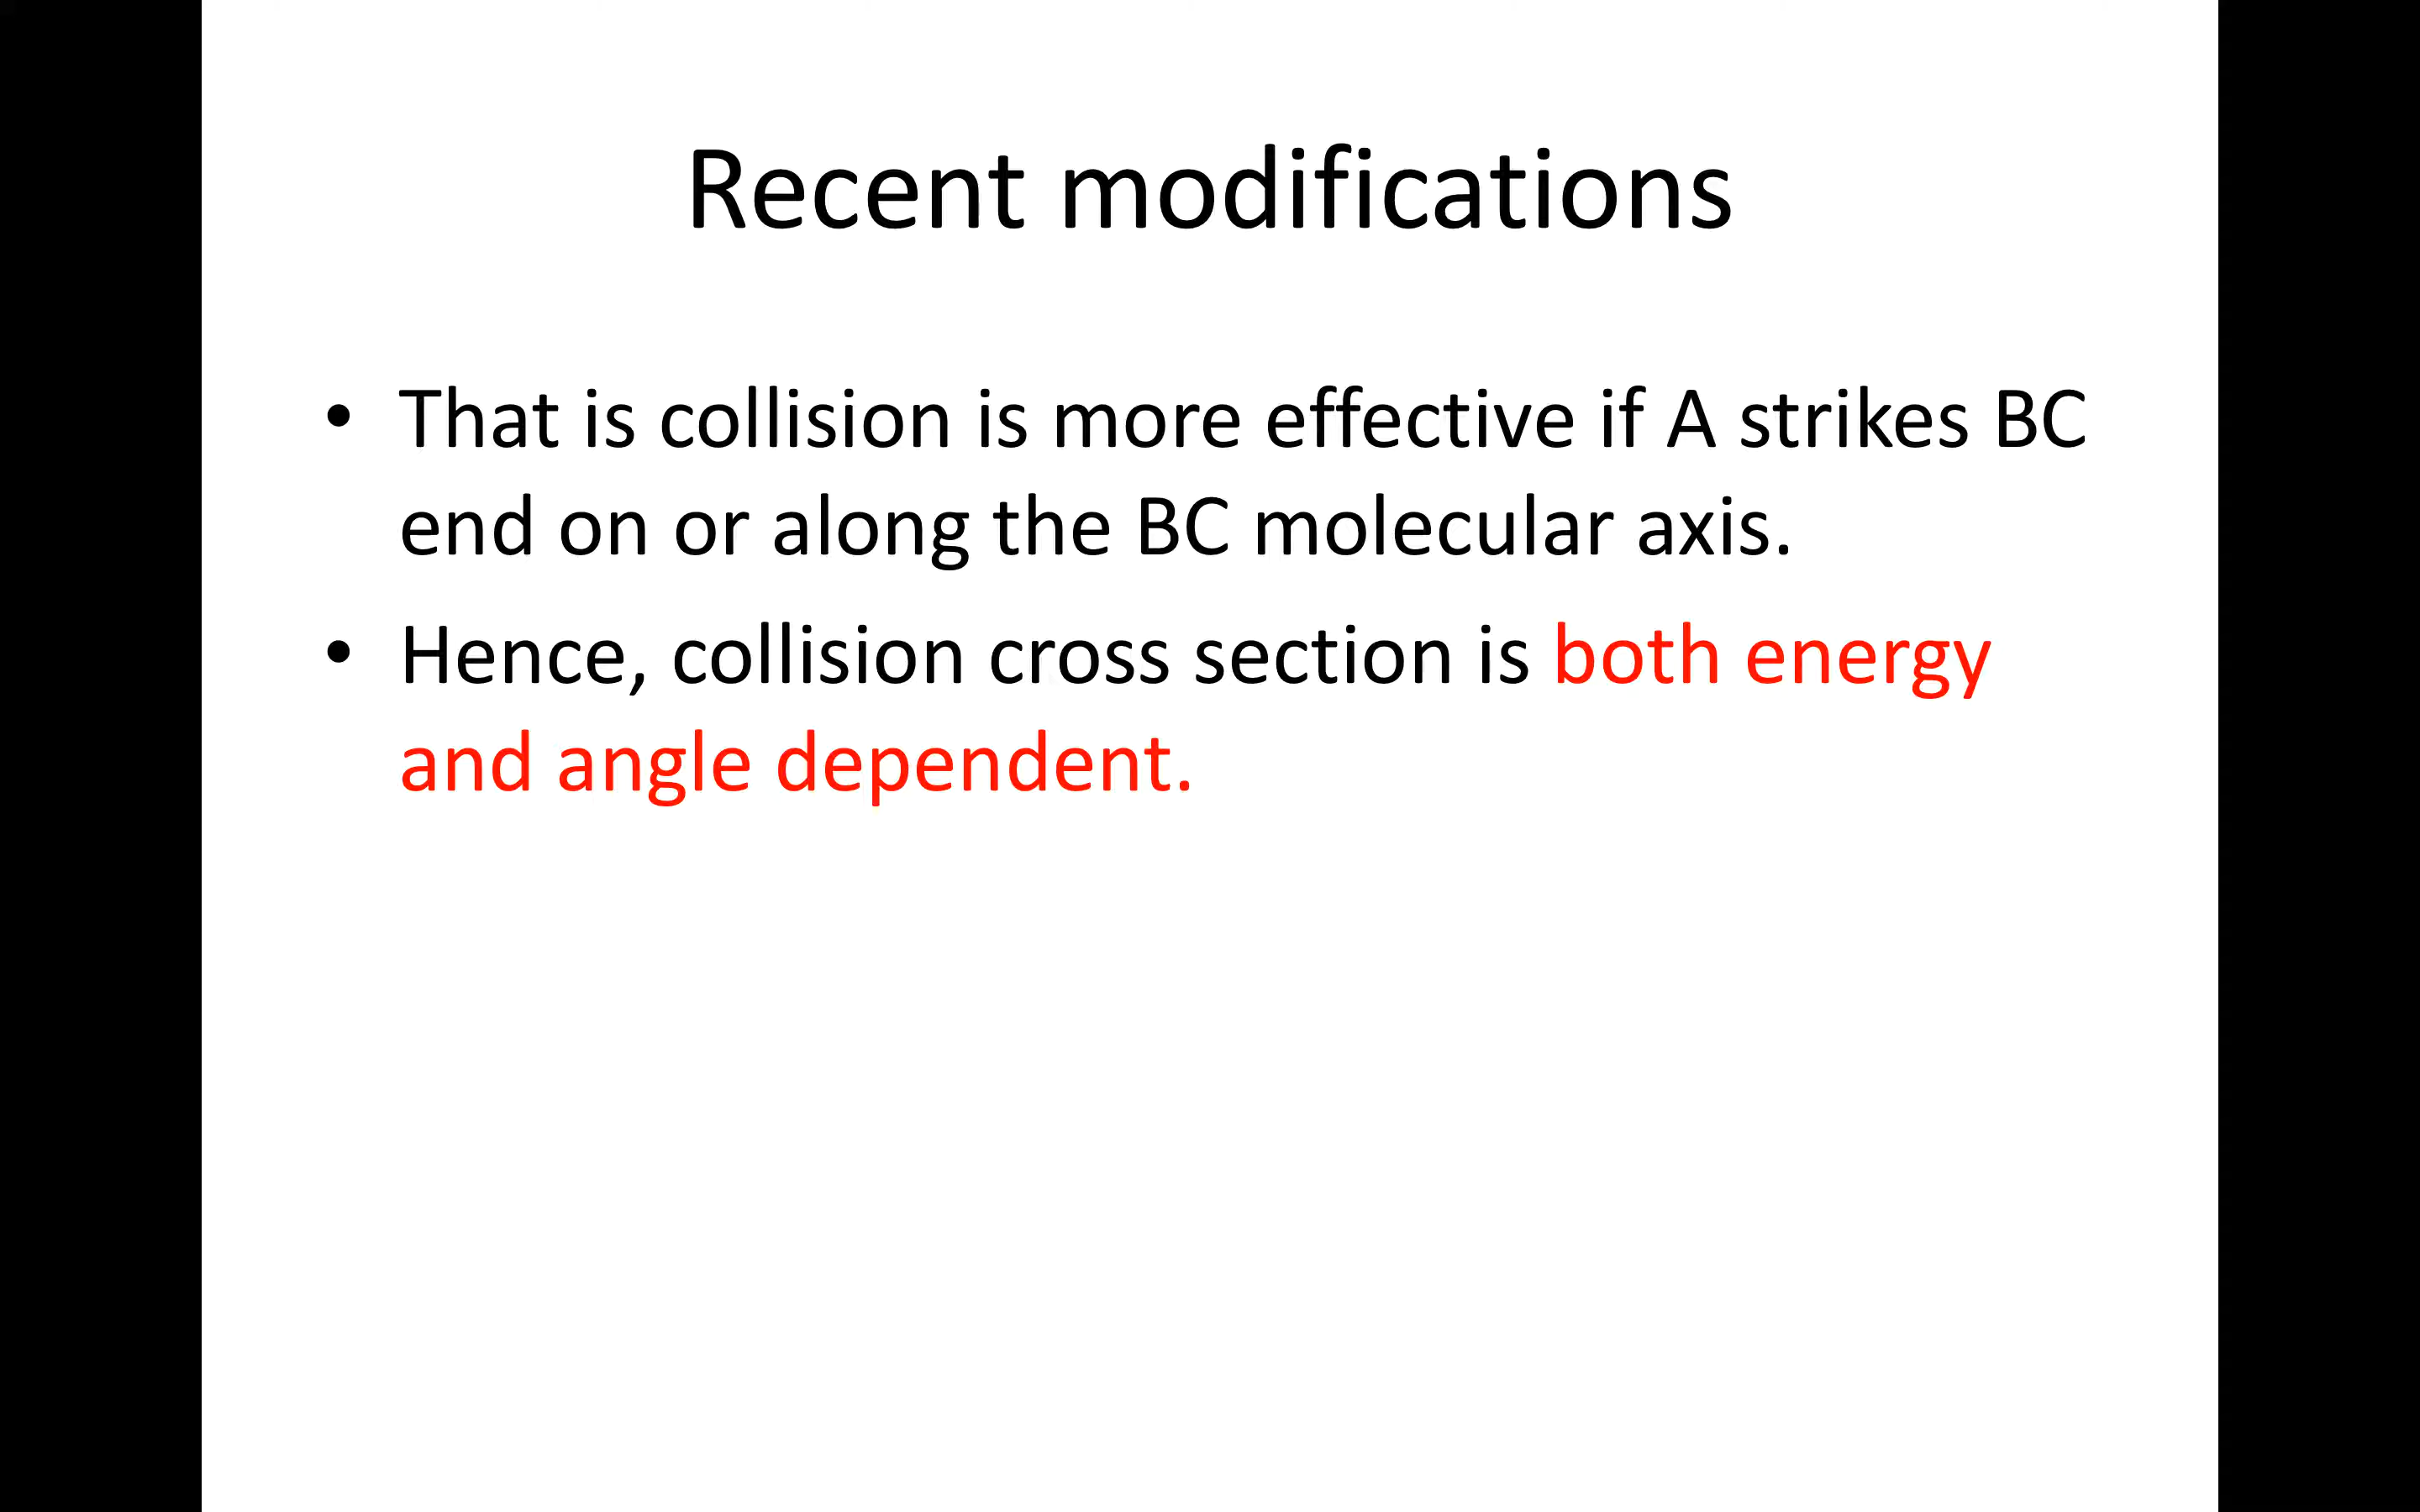 Recent modifications
• That is collision is more effective if A strikes BC
end on or along the BC molecular axis.
• Hence, collision cross section is both energy
and angle dependent.